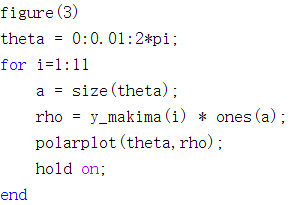 figure(3)
theta = 0:0.01:2*pi;
for i=1:11
    a = size(theta);
    rho = y_makima(i) * ones(a);
    polarplot(theta,rho);
    hold on;
end